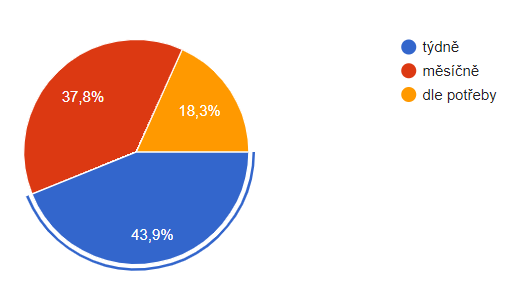 týdně
měsíčně
dle potřeby
37,8%
18,3%
43,9%